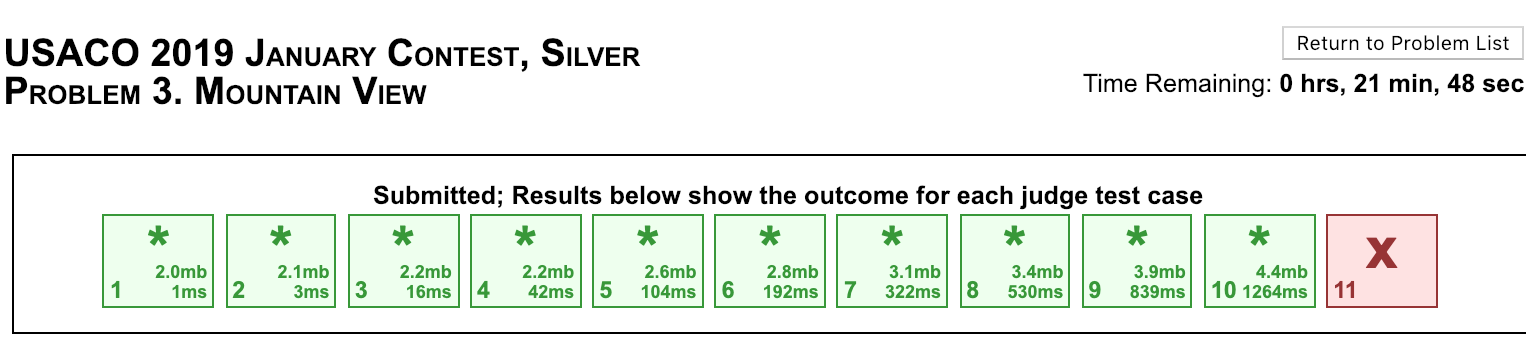 USACO 2019 January Contest, Silver
Problem 3. Mountain View
Return to Problem List
Time Remaining: 0 hrs, 21 min, 48 sec
Submitted; Results below show the outcome for each judge test case
* * * * * * * * * * x
2.0mb 2.1mb 2.2mb 2.2mb 2.6mb 2.8mb 3.1mb 3.4mb 3.9mb 4.4mb
1 1ms 2 3ms 3 16ms 4 42ms 5 104ms 6 192ms 7 322ms 8 530ms 9 839ms 10 1264ms 11